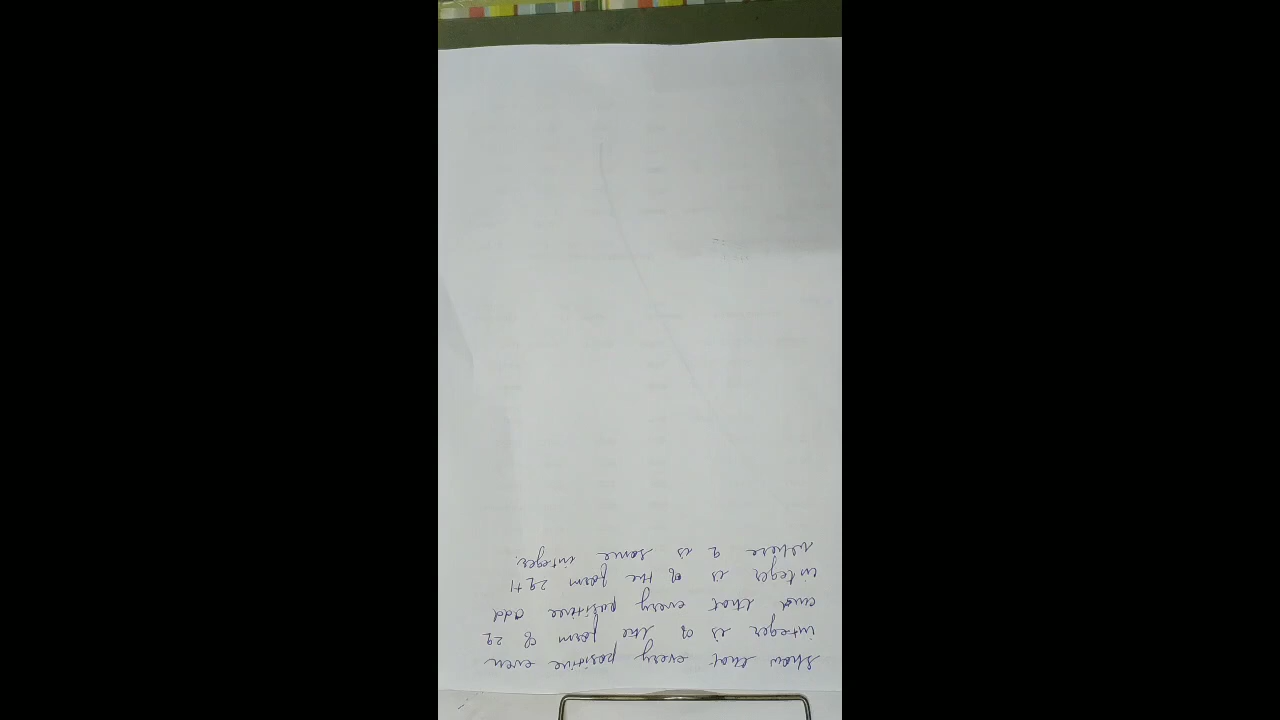 Show that every positive even
integer is of the form of 2q
and that every positive odd
integer is of the form 2q+1
where q is some integer.